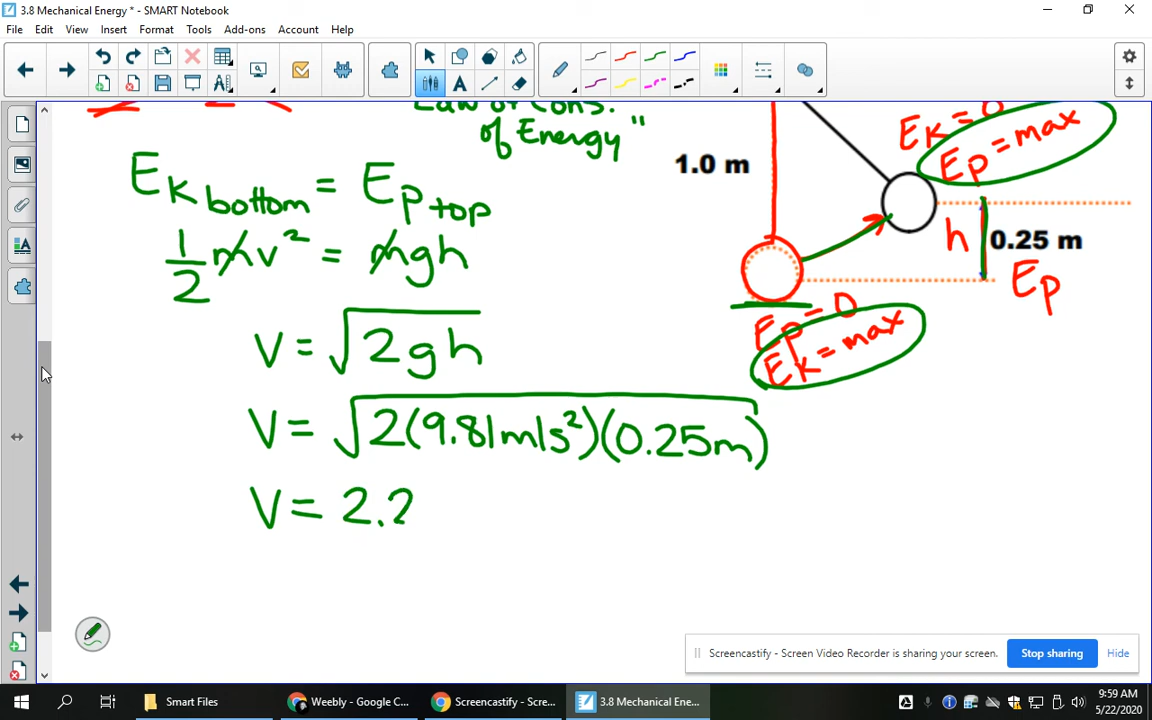 3.8 Mechanical Energy * - SMART Notebook
File Edit View Insert Format Tools Add-ons Account Help
Law of Cons.
of Energy"
EK = 0
Ep = max
1.0 m
EK bottom = Ep top
1/2 mv² = mgh
h
0.25 m
Ep
Ep = 0
EK = max
V = √2gh
V = √2(9.81m/s²)(0.25m)
V = 2.2
Screencastify - Screen Video Recorder is sharing your screen. Stop sharing Hide
Smart Files Weebly - Google C... Screencastify - Scre... 3.8 Mechanical Ene...
9:59 AM
5/22/2020